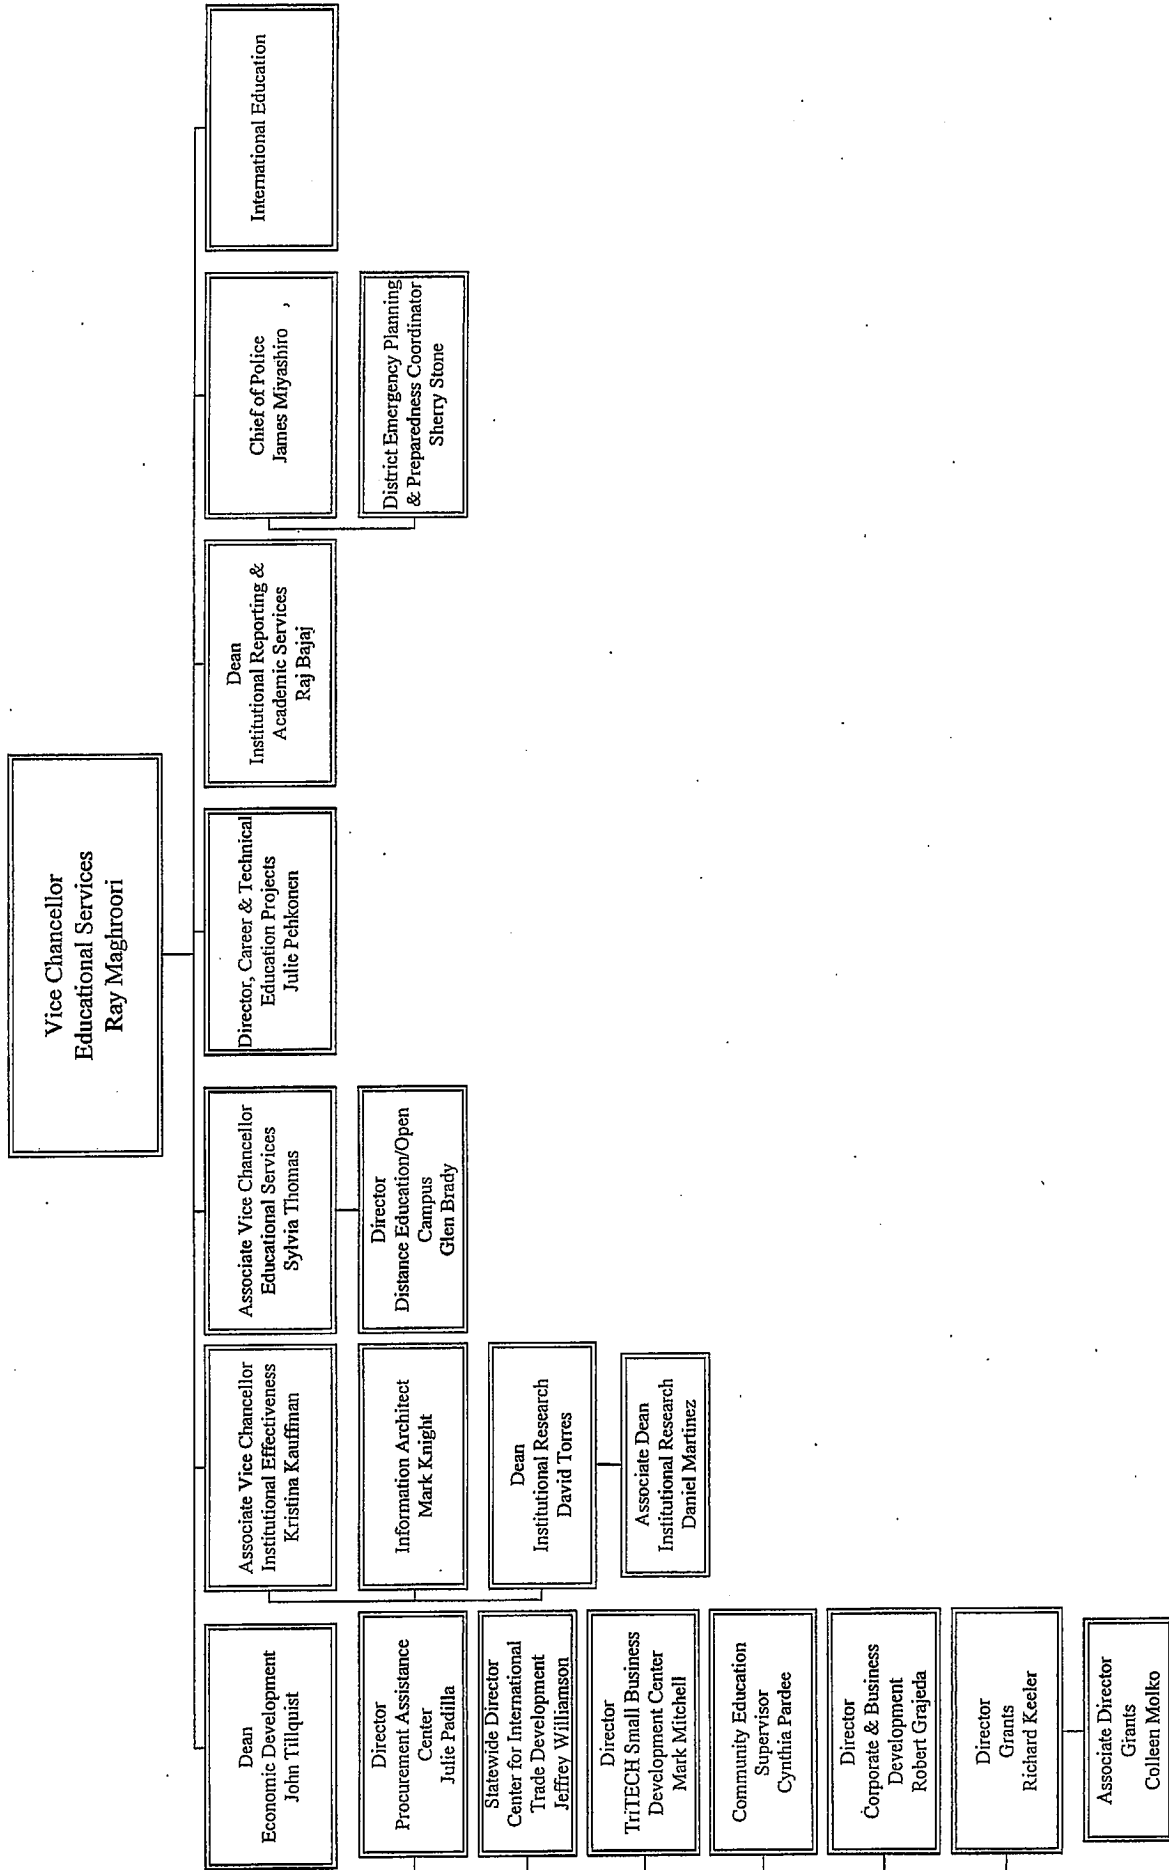 Vice Chancellor
Educational Services
Ray Maghroori
Dean
Economic Development
John Tillquist
Director
Procurement Assistance
Center
Julie Padilla
Statewide Director
Center for International
Trade Development
Jeffrey Williamson
Director
TriTECH Small Business
Development Center
Mark Mitchell
Community Education
Supervisor
Cynthia Pardee
Director
Corporate & Business
Development
Robert Grajeda
Director
Grants
Richard Keeler
Associate Director
Grants
Colleen Molko
Associate Vice Chancellor
Institutional Effectiveness
Kristina Kauffman
Information Architect
Mark Knight
Dean
Institutional Research
David Torres
Associate Dean
Institutional Research
Daniel Martinez
Associate Vice Chancellor
Educational Services
Sylvia Thomas
Director
Distance Education/Open
Campus
Glen Brady
Director, Career & Technical
Education Projects
Julie Pehkonen
Dean
Institutional Reporting &
Academic Services
Raj Bajaj
Chief of Police
James Miyashiro
District Emergency Planning
& Preparedness Coordinator
Sherry Stone
International Education